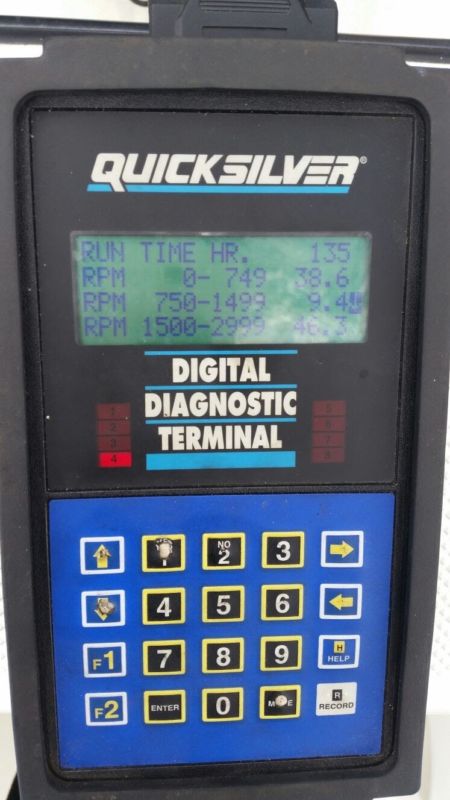 QUICKSILVER®
RUN TIME HR. 135
RPM 0- 749 38.6
RPM 750-1499 9.4
RPM 1500-2999 46.3
DIGITAL
DIAGNOSTIC
TERMINAL
1 5
2 6
3 7
4 8
NO
2 3
4 5 6
F1 7 8 9 H
HELP
F2 ENTER 0 R
RECORD